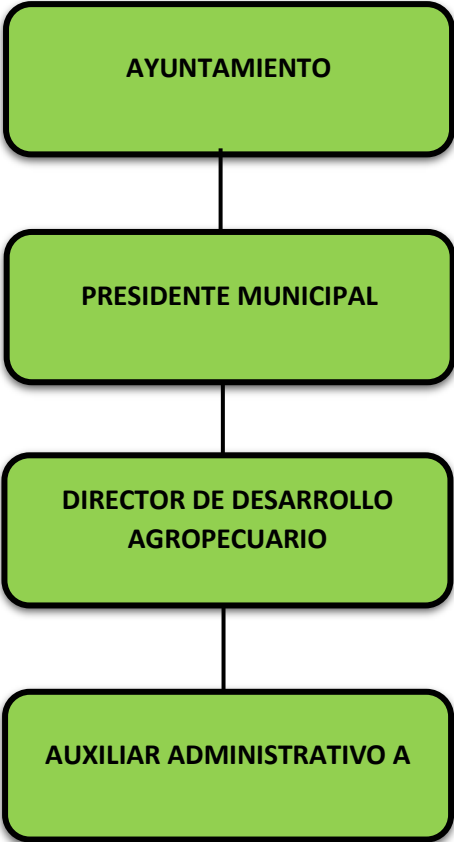 AYUNTAMIENTO
PRESIDENTE MUNICIPAL
DIRECTOR DE DESARROLLO
AGROPECUARIO
AUXILIAR ADMINISTRATIVO A